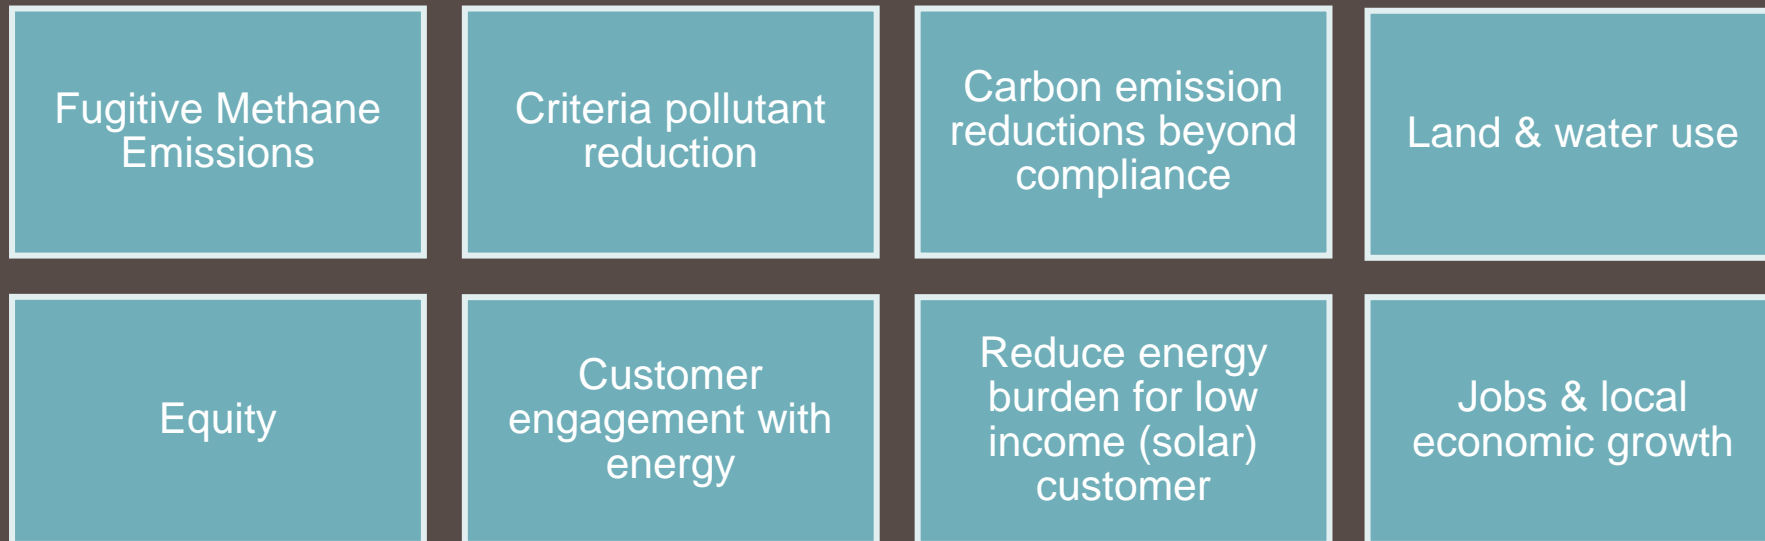 Fugitive Methane
Emissions
Criteria pollutant
reduction
Carbon emission
reductions beyond
compliance
Land & water use
Equity
Customer
engagement with
energy
Reduce energy
burden for low
income (solar)
customer
Jobs & local
economic growth